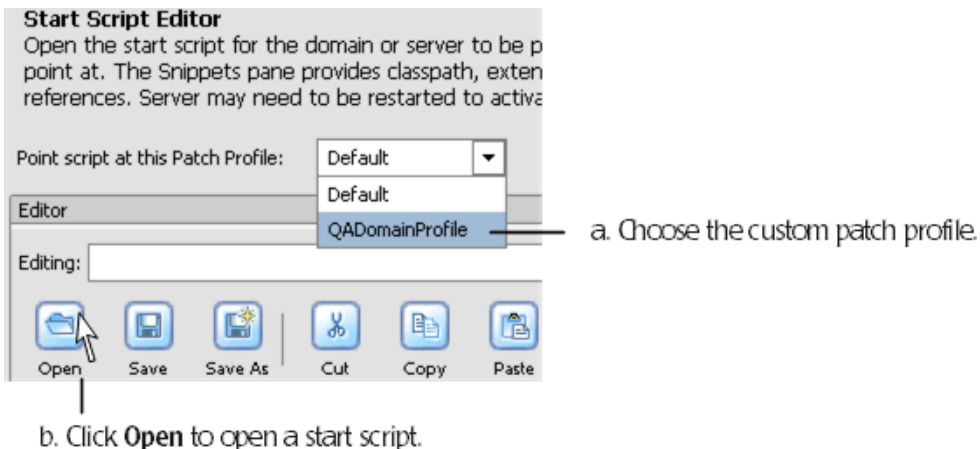 Start Script Editor
Open the start script for the domain or server to be p
point at. The Snippets pane provides classpath, exten
references. Server may need to be restarted to activa
Point script at this Patch Profile:
Default
Default
QADomainProfile
a. Choose the custom patch profile.
Editor
Editing:
Open
Save
Save As
Cut
Copy
Paste
b. Click Open to open a start script.